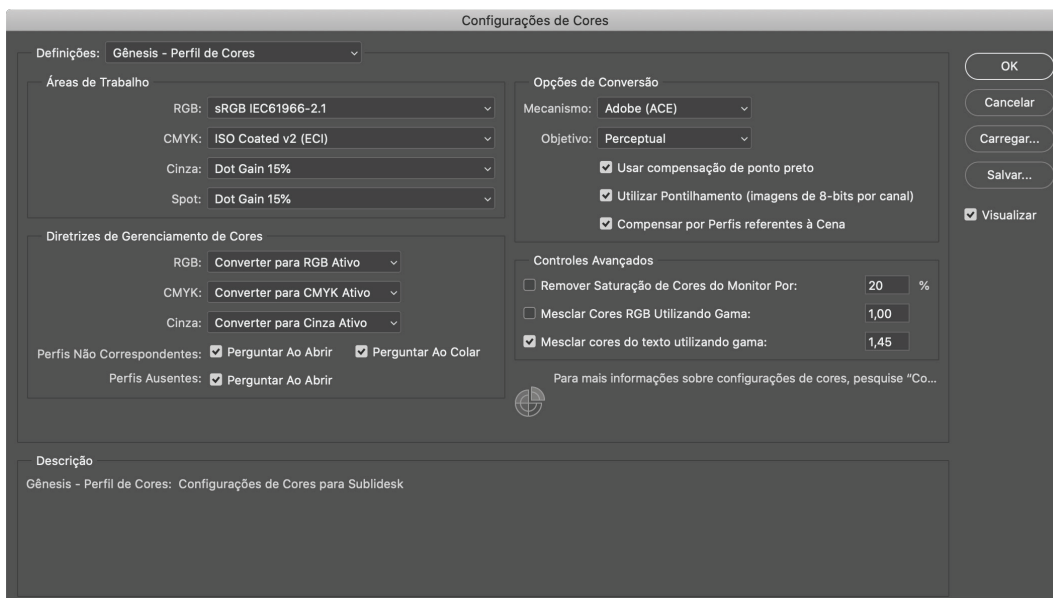 Configurações de Cores
Definições: Gênesis - Perfil de Cores
Áreas de Trabalho
RGB: sRGB IEC61966-2.1
CMYK: ISO Coated v2 (ECI)
Cinza: Dot Gain 15%
Spot: Dot Gain 15%
Diretrizes de Gerenciamento de Cores
RGB: Converter para RGB Ativo
CMYK: Converter para CMYK Ativo
Cinza: Converter para Cinza Ativo
Perfis Não Correspondentes: Perguntar Ao Abrir Perguntar Ao Colar
Perfis Ausentes: Perguntar Ao Abrir
Opções de Conversão
Mecanismo: Adobe (ACE)
Objetivo: Perceptual
Usar compensação de ponto preto
Utilizar Pontilhamento (imagens de 8-bits por canal)
Compensar por Perfis referentes à Cena
Controles Avançados
Remover Saturação de Cores do Monitor Por: 20 %
Mesclar Cores RGB Utilizando Gama: 1,00
Mesclar cores do texto utilizando gama: 1,45
Para mais informações sobre configurações de cores, pesquise "Co...
OK
Cancelar
Carregar...
Salvar...
Visualizar
Descrição
Gênesis - Perfil de Cores: Configurações de Cores para Sublidesk